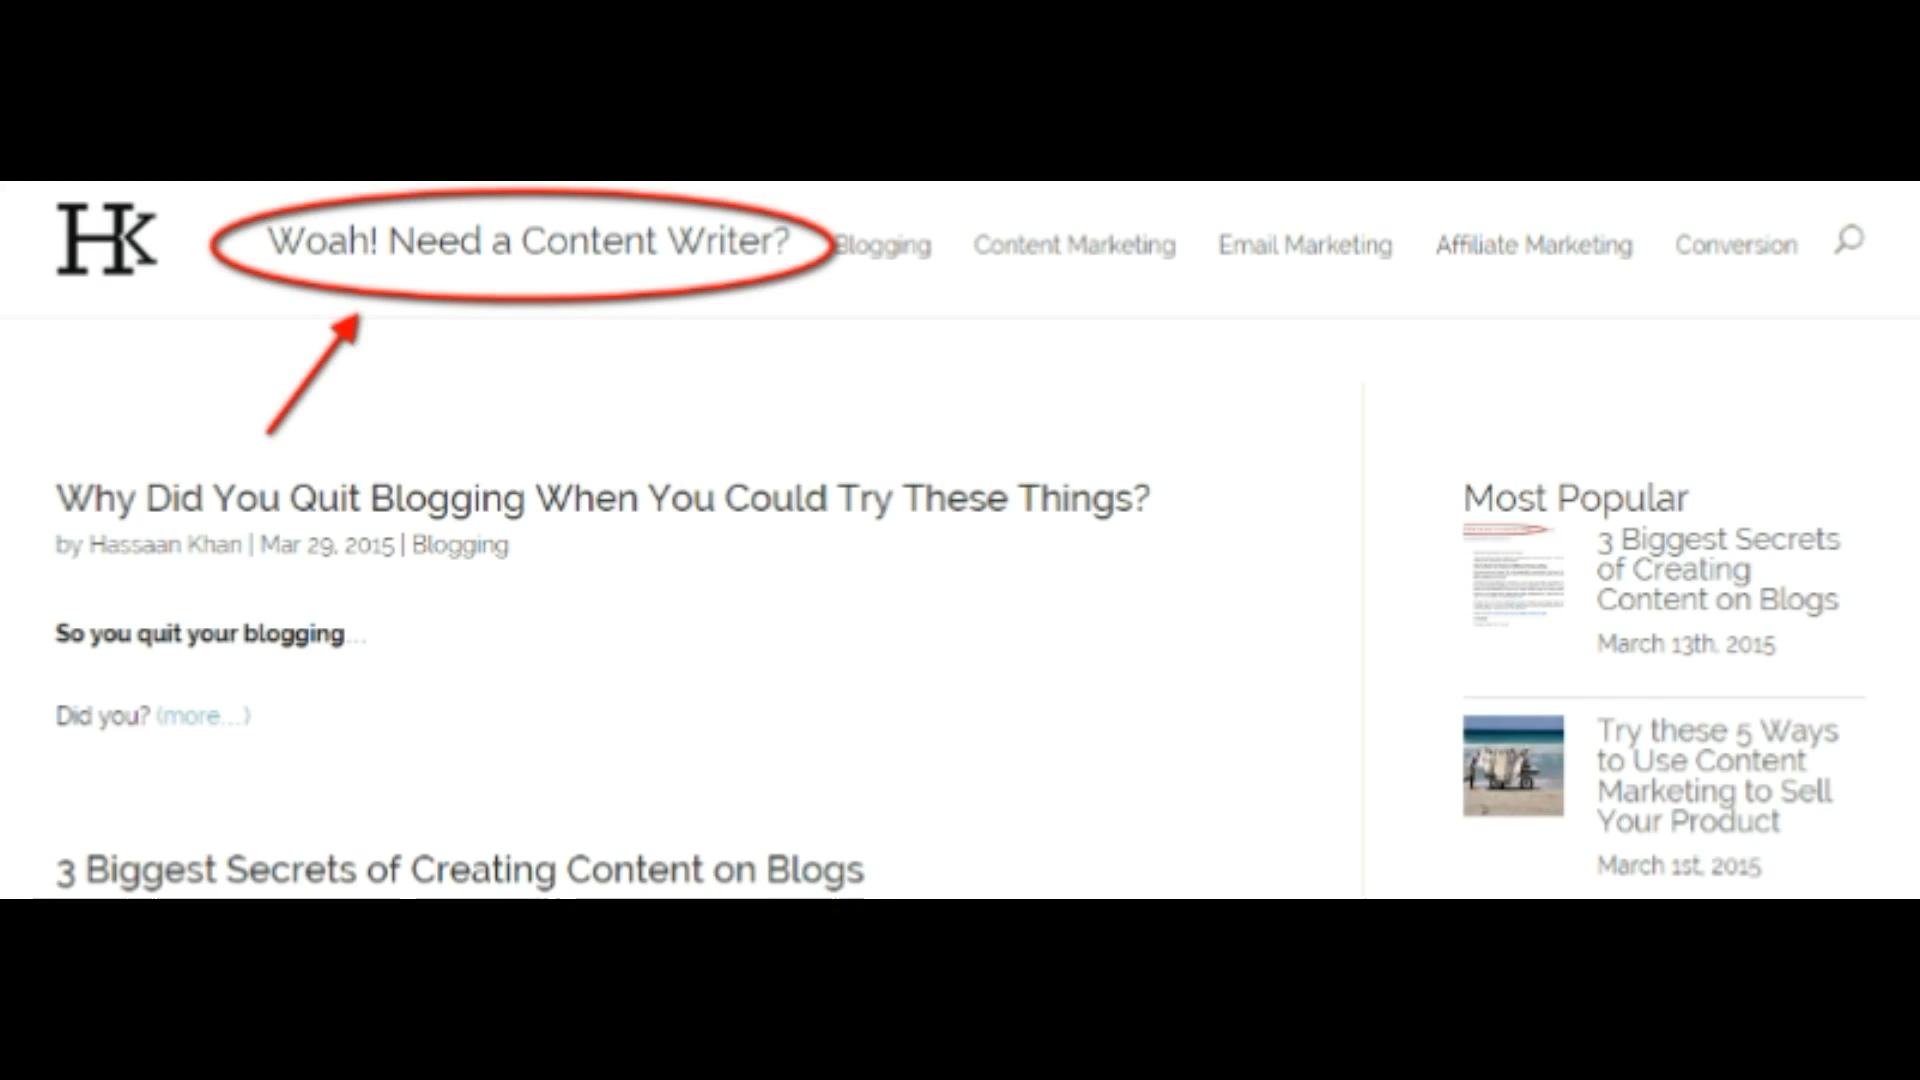 Hk
Woah! Need a Content Writer?
Blogging
Content Marketing
Email Marketing
Affiliate Marketing
Conversion
Why Did You Quit Blogging When You Could Try These Things?
by Hassaan Khan | Mar 29, 2015 | Blogging
So you quit your blogging....
Did you? (more...)
3 Biggest Secrets of Creating Content on Blogs
Most Popular
3 Biggest Secrets
of Creating
Content on Blogs
March 13th, 2015
Try these 5 Ways
to Use Content
Marketing to Sell
Your Product
March 1st, 2015